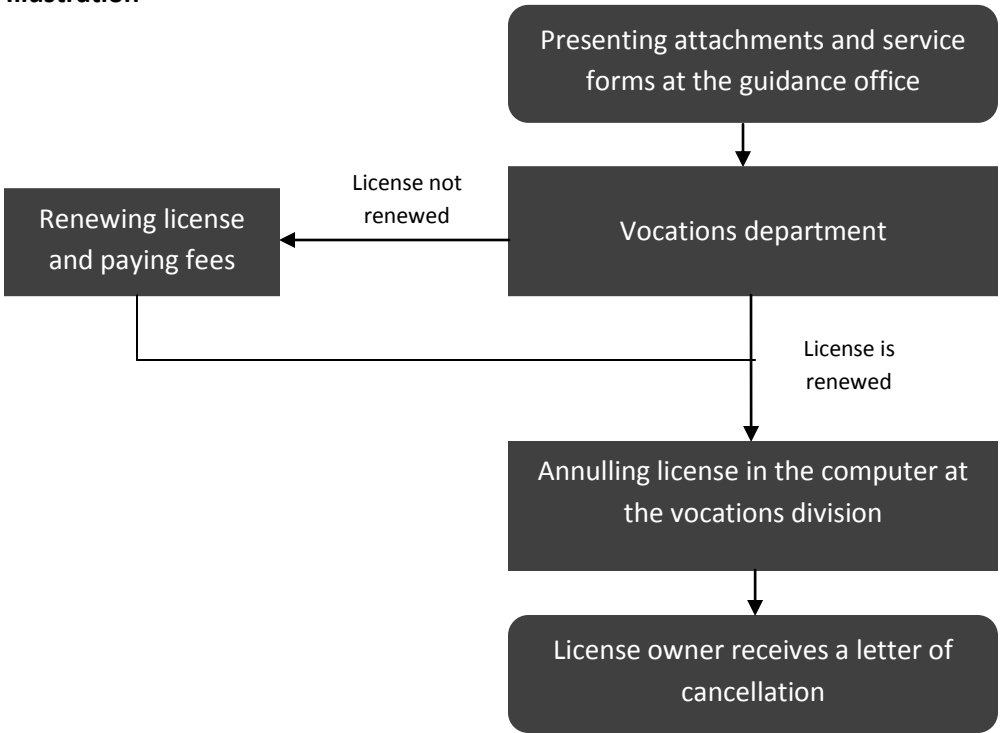 Presenting attachments and service
forms at the guidance office
License not
renewed
Renewing license
and paying fees
Vocations department
License is
renewed
Annulling license in the computer at
the vocations division
License owner receives a letter of
cancellation